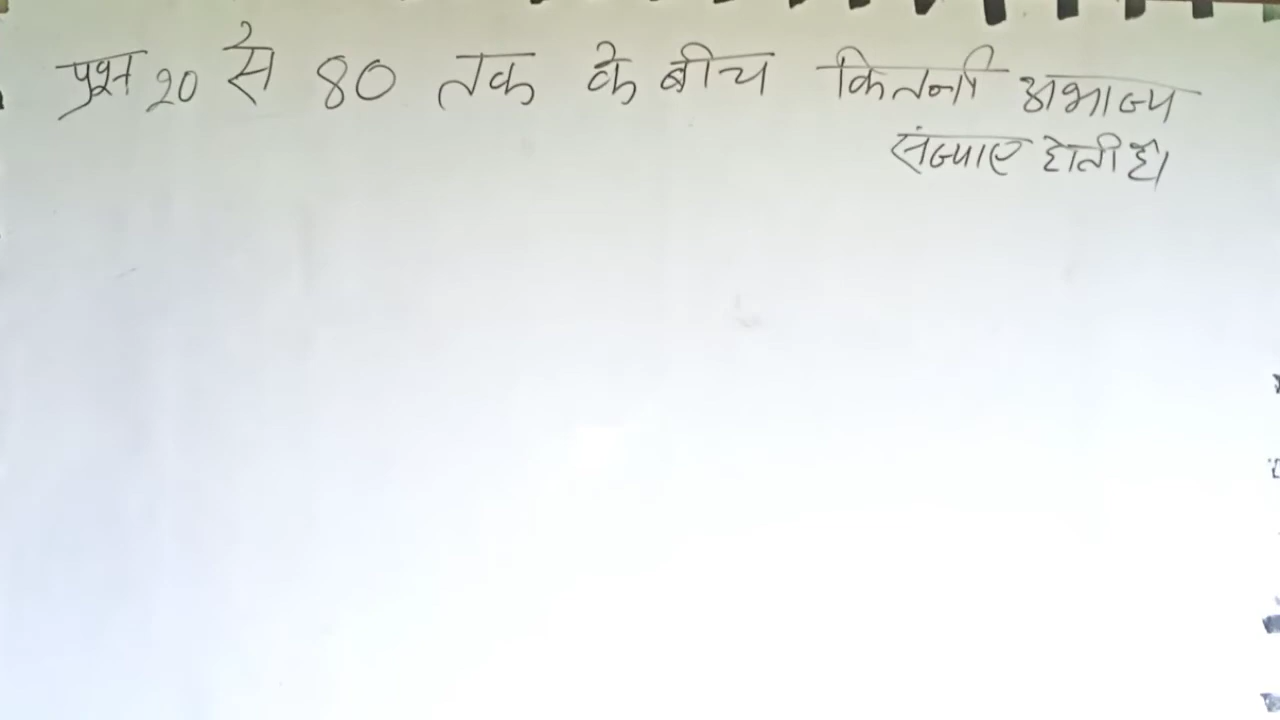 प्रश्न 20 से 80 तक के बीच कितनी अभाज्य
संख्याए होती है।